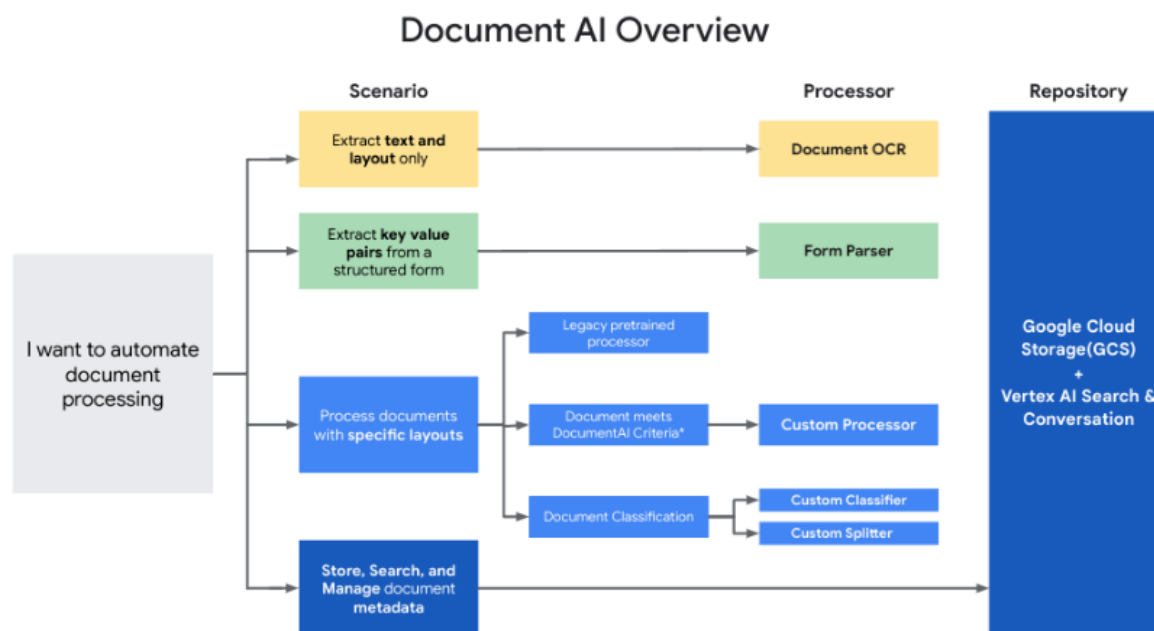 Document AI Overview
Scenario
Processor
Repository
Extract text and
layout only
Document OCR
Extract key value
pairs from a
structured form
Form Parser
I want to automate
document
processing
Legacy pretrained
processor
Process documents
with specific layouts
Document meets
DocumentAI Criteria*
Custom Processor
Document Classification
Custom Classifier
Custom Splitter
Store, Search, and
Manage document
metadata
Google Cloud
Storage(GCS)
+
Vertex AI Search &
Conversation